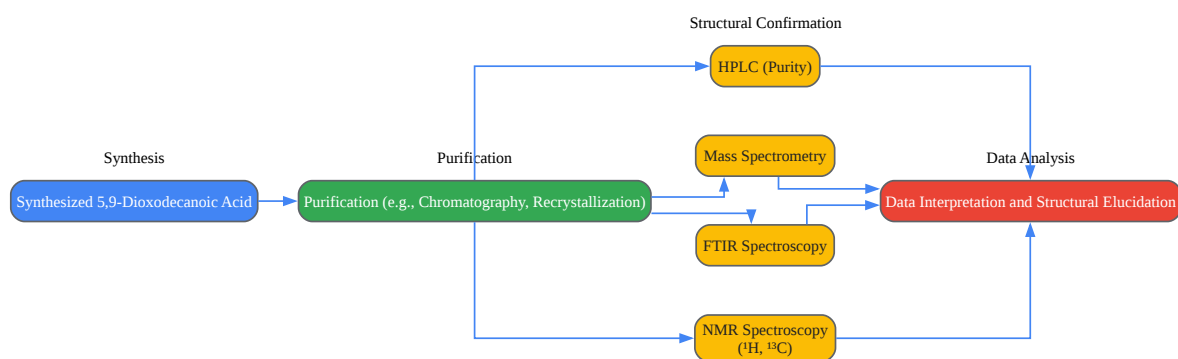 Structural Confirmation
HPLC (Purity)
Synthesis
Purification
Mass Spectrometry
Data Analysis
Synthesized 5,9-Dioxodecanoic Acid
Purification (e.g., Chromatography, Recrystallization)
Data Interpretation and Structural Elucidation
FTIR Spectroscopy
NMR Spectroscopy
(¹H, ¹³C)